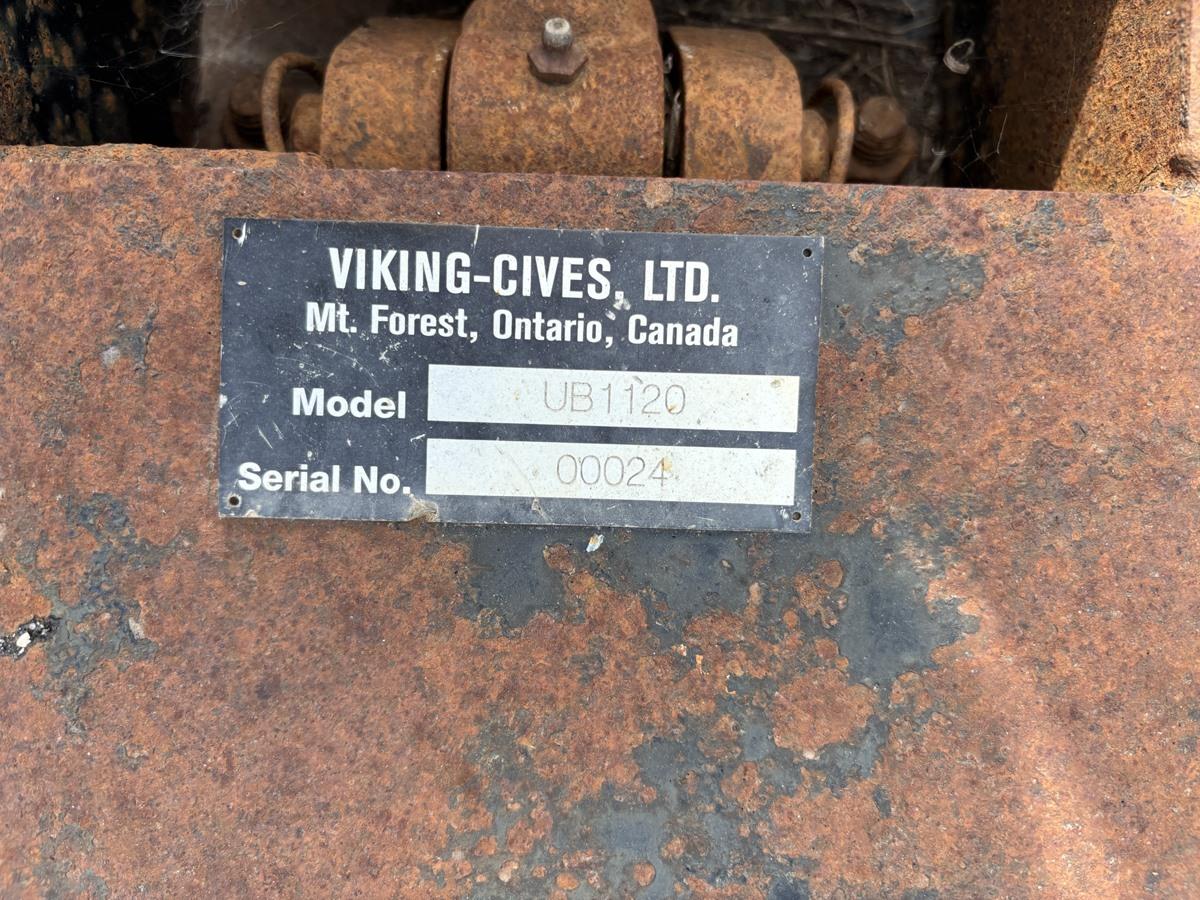 VIKING-CIVES, LTD.
Mt. Forest, Ontario, Canada
Model UB1120
Serial No. 00024